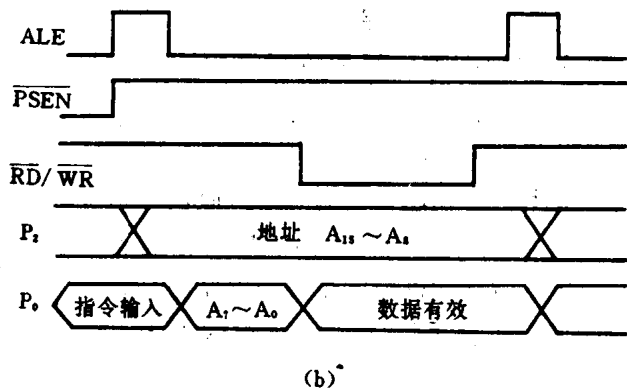 ALE
PSEN
RD/WR
P₂ 地址 A₁₅～A₈
P₀ 指令输入 A₇～A₀ 数据有效
(b)